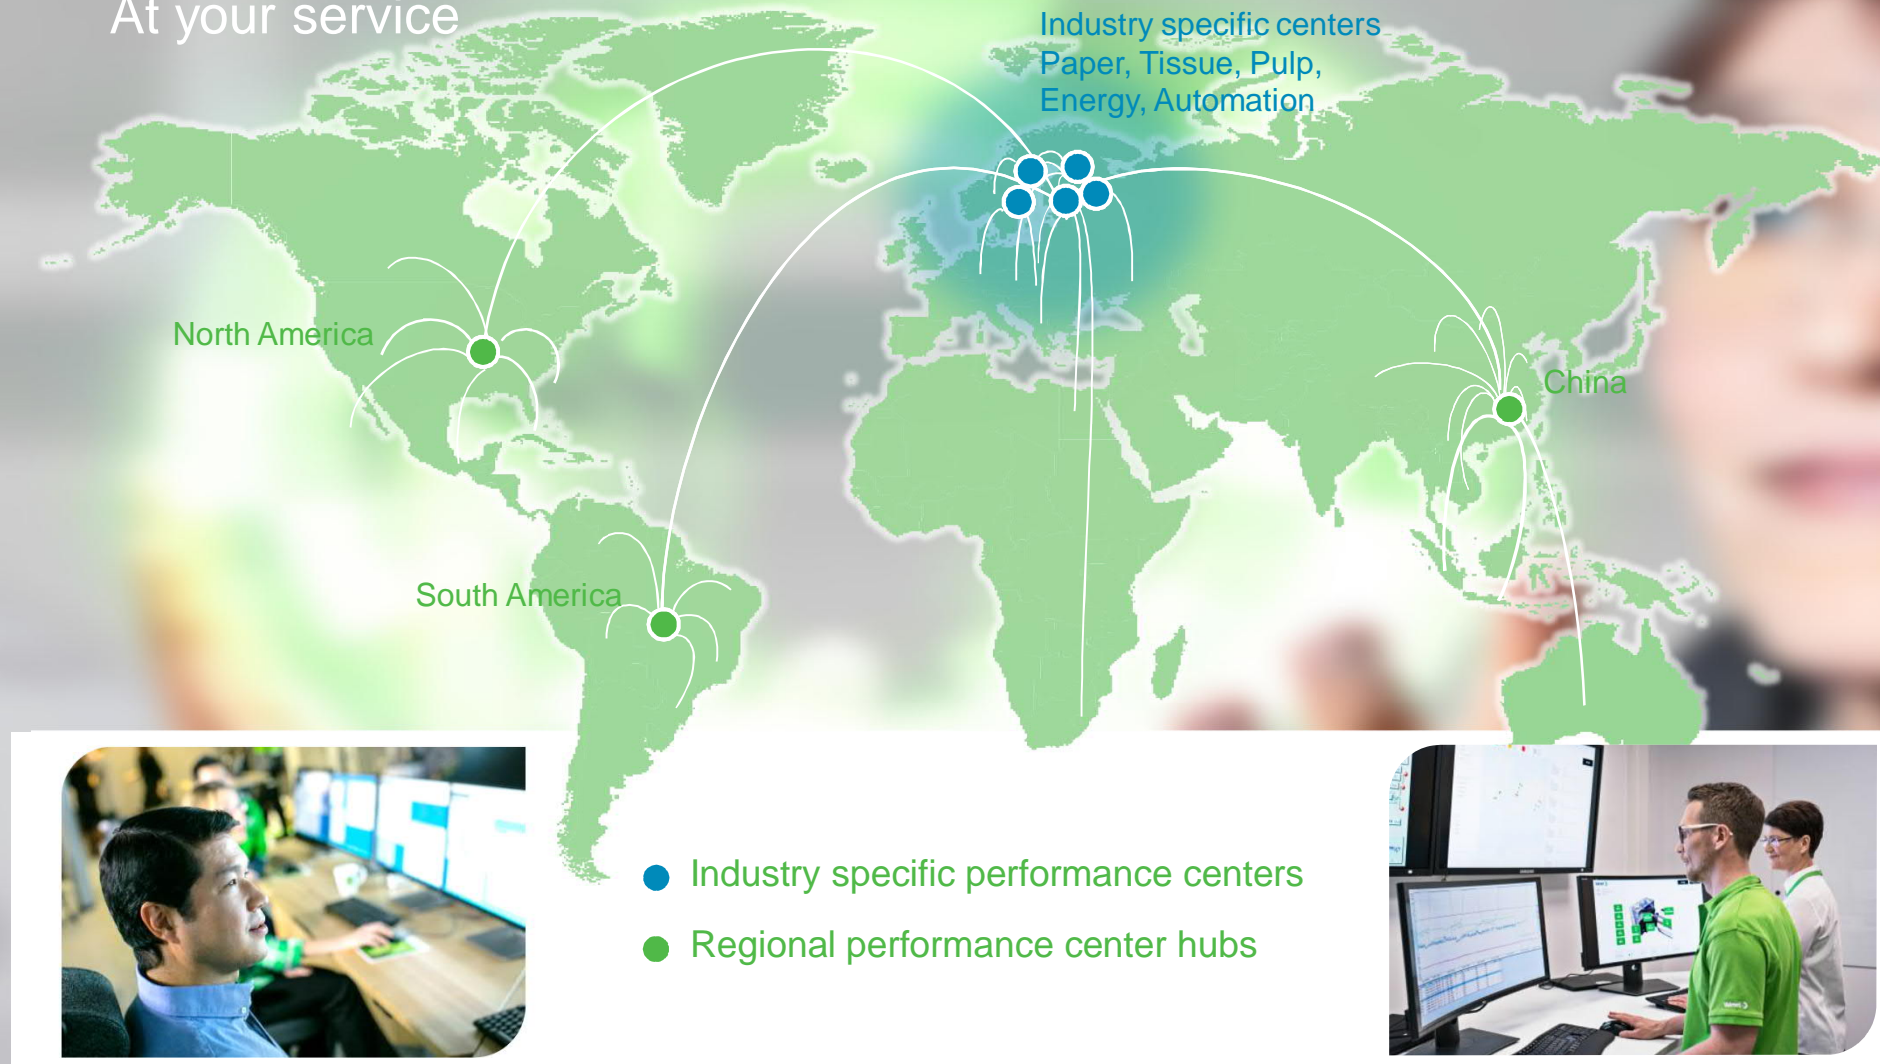 At your service
Industry specific centers
Paper, Tissue, Pulp,
Energy, Automation
North America
China
South America
Industry specific performance centers
Regional performance center hubs